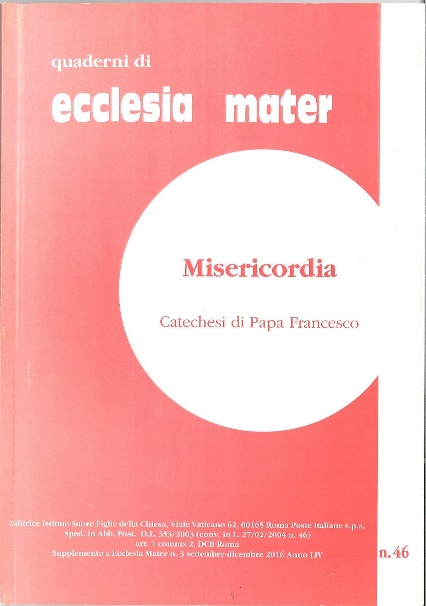 quaderni di
ecclesia mater
Misericordia
Catechesi di Papa Francesco
Editrice Istituto Suore Figlie della Chiesa, Viale Vaticano 62, 00165 Roma Poste Italiane s.p.a.
Sped. In Abb. Post. D.L. 353/2003 (conv. in L. 27/02/2004 n. 46)
art. 1 comma 2, DCB Roma
Supplemento a Ecclesia Mater n. 3 settembre-dicembre 2016 Anno LIV
n.46